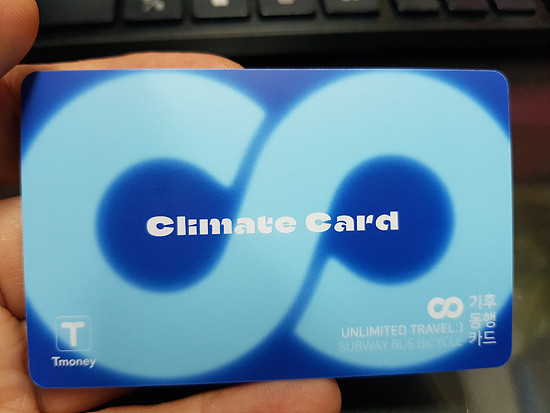 Climate Card
T
Tmoney
기후
동행
카드
UNLIMITED TRAVEL:)
SUBWAY BUS BICYCLE